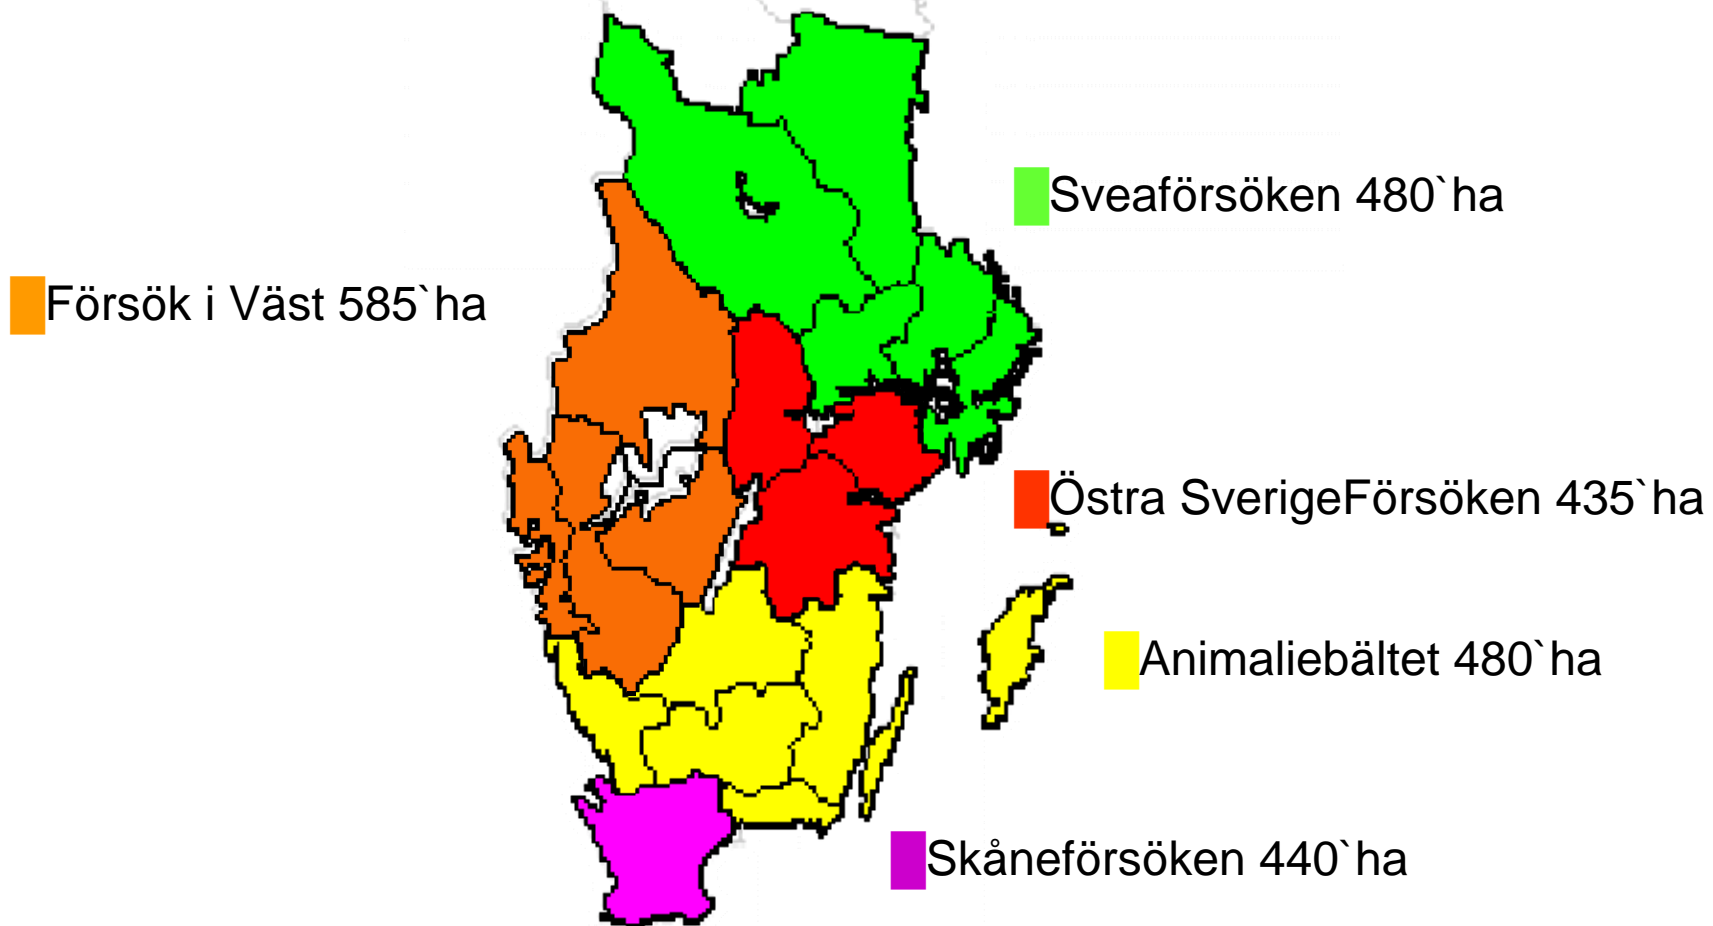 Sveaförsöken 480`ha
Försök i Väst 585`ha
Östra SverigeFörsöken 435`ha
Animaliebältet 480`ha
Skåneförsöken 440`ha